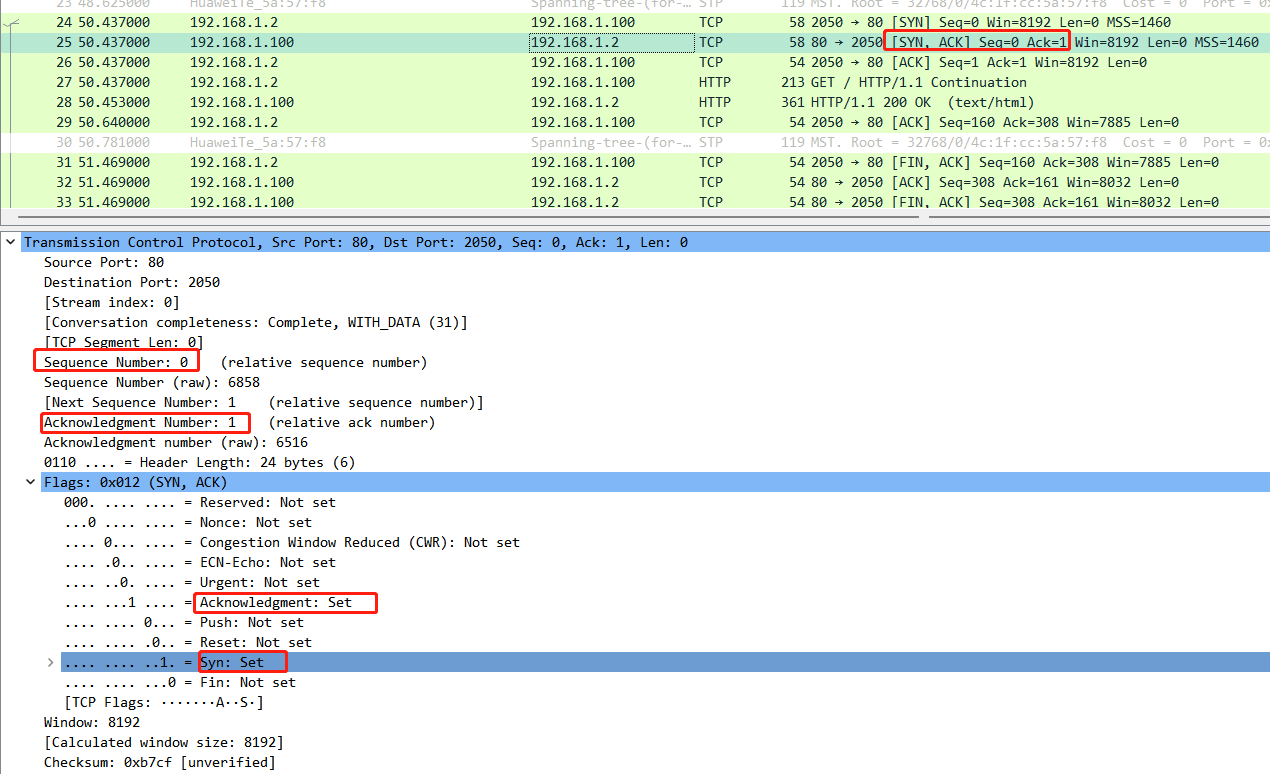 23 48.625000 HuaweiTe_5a:57:f8 Spanning-tree-(for-… STP 119 MST. Root = 32768/0/4c:1f:cc:5a:57:f8 Cost = 0 Port = 0x
24 50.437000 192.168.1.2 192.168.1.100 TCP 58 2050 → 80 [SYN] Seq=0 Win=8192 Len=0 MSS=1460
25 50.437000 192.168.1.100 192.168.1.2 TCP 58 80 → 2050 [SYN, ACK] Seq=0 Ack=1 Win=8192 Len=0 MSS=1460
26 50.437000 192.168.1.2 192.168.1.100 TCP 54 2050 → 80 [ACK] Seq=1 Ack=1 Win=8192 Len=0
27 50.437000 192.168.1.2 192.168.1.100 HTTP 213 GET / HTTP/1.1 Continuation
28 50.453000 192.168.1.100 192.168.1.2 HTTP 361 HTTP/1.1 200 OK (text/html)
29 50.640000 192.168.1.2 192.168.1.100 TCP 54 2050 → 80 [ACK] Seq=160 Ack=308 Win=7885 Len=0
30 50.781000 HuaweiTe_5a:57:f8 Spanning-tree-(for-… STP 119 MST. Root = 32768/0/4c:1f:cc:5a:57:f8 Cost = 0 Port = 0x
31 51.469000 192.168.1.2 192.168.1.100 TCP 54 2050 → 80 [FIN, ACK] Seq=160 Ack=308 Win=7885 Len=0
32 51.469000 192.168.1.100 192.168.1.2 TCP 54 80 → 2050 [ACK] Seq=308 Ack=161 Win=8032 Len=0
33 51.469000 192.168.1.100 192.168.1.2 TCP 54 80 → 2050 [FIN, ACK] Seq=308 Ack=161 Win=8032 Len=0
Transmission Control Protocol, Src Port: 80, Dst Port: 2050, Seq: 0, Ack: 1, Len: 0
Source Port: 80
Destination Port: 2050
[Stream index: 0]
[Conversation completeness: Complete, WITH_DATA (31)]
[TCP Segment Len: 0]
Sequence Number: 0 (relative sequence number)
Sequence Number (raw): 6858
[Next Sequence Number: 1 (relative sequence number)]
Acknowledgment Number: 1 (relative ack number)
Acknowledgment number (raw): 6516
0110 .... = Header Length: 24 bytes (6)
Flags: 0x012 (SYN, ACK)
000. .... .... = Reserved: Not set
...0 .... .... = Nonce: Not set
.... 0... .... = Congestion Window Reduced (CWR): Not set
.... .0.. .... = ECN-Echo: Not set
.... ..0. .... = Urgent: Not set
.... ...1 .... = Acknowledgment: Set
.... .... 0... = Push: Not set
.... .... .0.. = Reset: Not set
.... .... ..1. = Syn: Set
.... .... ...0 = Fin: Not set
[TCP Flags: ·······A··S·]
Window: 8192
[Calculated window size: 8192]
Checksum: 0xb7cf [unverified]